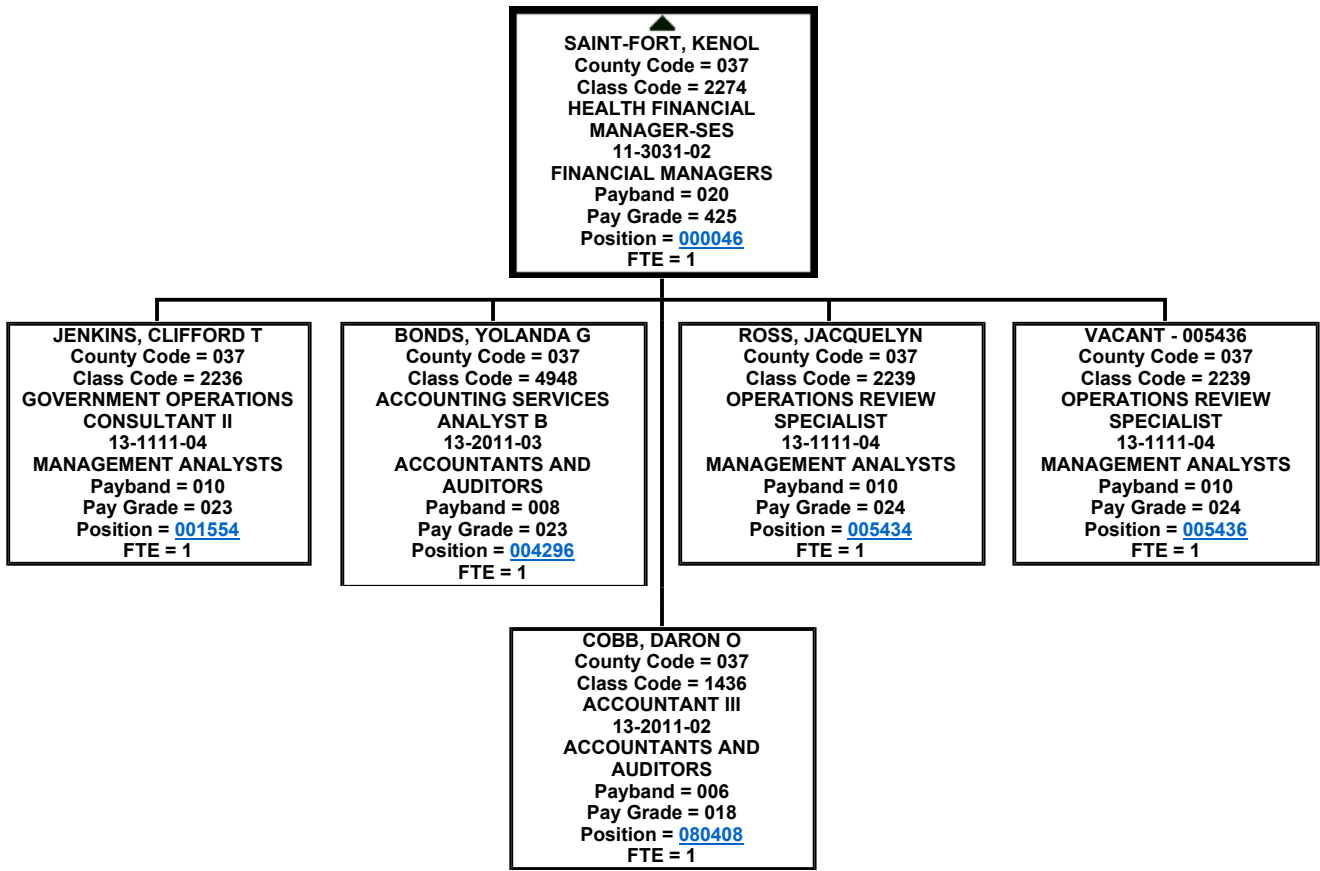 SAINT-FORT, KENOL
County Code = 037
Class Code = 2274
HEALTH FINANCIAL
MANAGER-SES
11-3031-02
FINANCIAL MANAGERS
Payband = 020
Pay Grade = 425
Position = 000046
FTE = 1
JENKINS, CLIFFORD T
County Code = 037
Class Code = 2236
GOVERNMENT OPERATIONS
CONSULTANT II
13-1111-04
MANAGEMENT ANALYSTS
Payband = 010
Pay Grade = 023
Position = 001554
FTE = 1
BONDS, YOLANDA G
County Code = 037
Class Code = 4948
ACCOUNTING SERVICES
ANALYST B
13-2011-03
ACCOUNTANTS AND
AUDITORS
Payband = 008
Pay Grade = 023
Position = 004296
FTE = 1
ROSS, JACQUELYN
County Code = 037
Class Code = 2239
OPERATIONS REVIEW
SPECIALIST
13-1111-04
MANAGEMENT ANALYSTS
Payband = 010
Pay Grade = 024
Position = 005434
FTE = 1
VACANT - 005436
County Code = 037
Class Code = 2239
OPERATIONS REVIEW
SPECIALIST
13-1111-04
MANAGEMENT ANALYSTS
Payband = 010
Pay Grade = 024
Position = 005436
FTE = 1
COBB, DARON O
County Code = 037
Class Code = 1436
ACCOUNTANT III
13-2011-02
ACCOUNTANTS AND
AUDITORS
Payband = 006
Pay Grade = 018
Position = 080408
FTE = 1